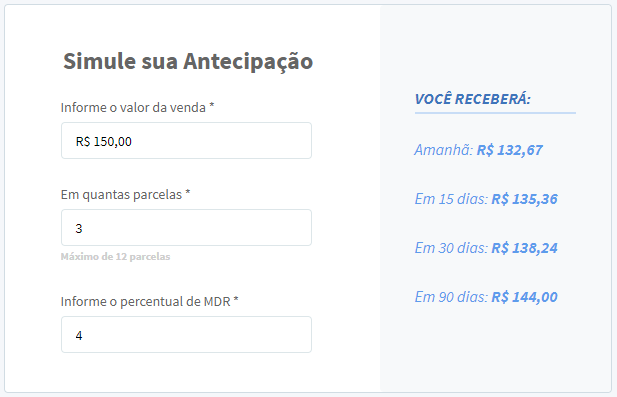 Simule sua Antecipação
Informe o valor da venda *
R$ 150,00
Em quantas parcelas *
3
Máximo de 12 parcelas
Informe o percentual de MDR *
4
VOCÊ RECEBERÁ:
Amanhã: R$ 132,67
Em 15 dias: R$ 135,36
Em 30 dias: R$ 138,24
Em 90 dias: R$ 144,00